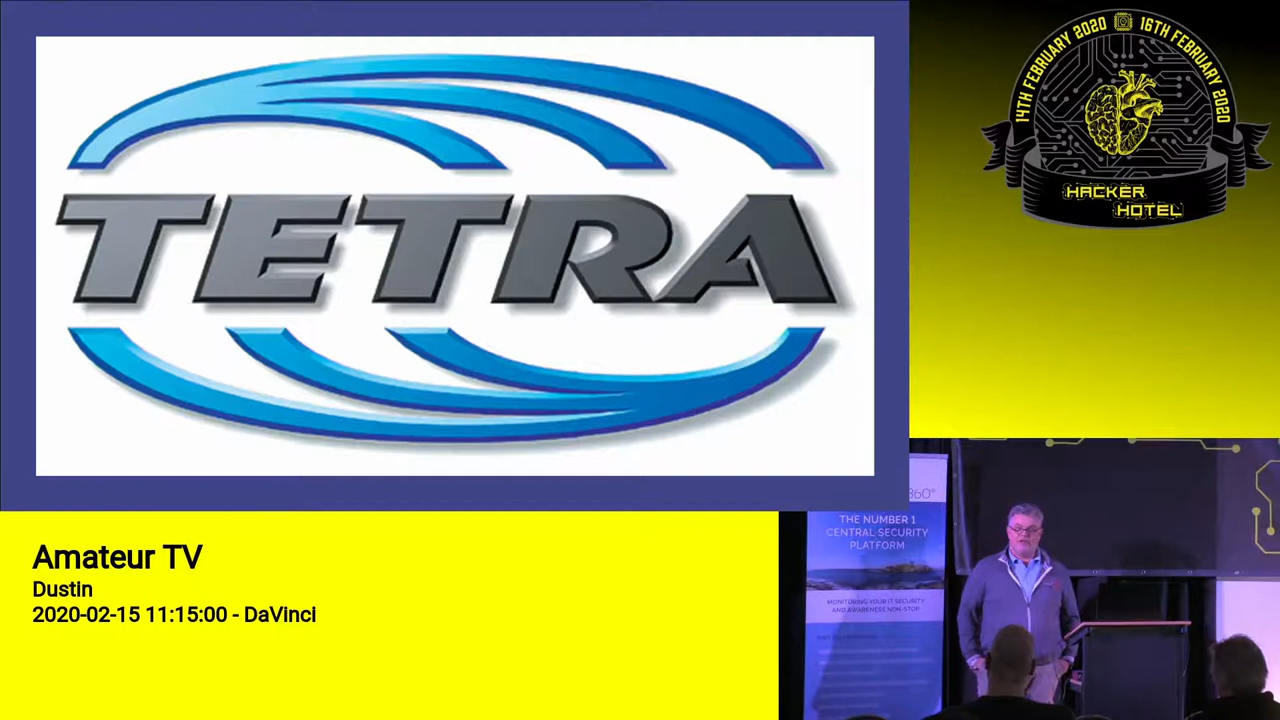 TETRA
14TH FEBRUARY 2020
16TH FEBRUARY 2020
HACKER
HOTEL
360°
THE NUMBER 1
CENTRAL SECURITY
PLATFORM
MONITORING YOUR IT SECURITY
AND AWARENESS NON-STOP
Amateur TV
Dustin
2020-02-15 11:15:00 - DaVinci